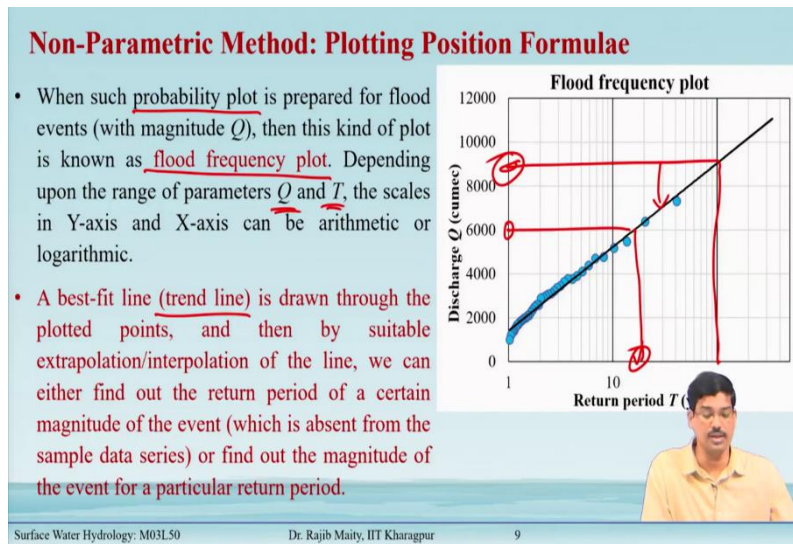 Non-Parametric Method: Plotting Position Formulae
• When such probability plot is prepared for flood
events (with magnitude Q), then this kind of plot
is known as flood frequency plot. Depending
upon the range of parameters Q and T, the scales
in Y-axis and X-axis can be arithmetic or
logarithmic.
• A best-fit line (trend line) is drawn through the
plotted points, and then by suitable
extrapolation/interpolation of the line, we can
either find out the return period of a certain
magnitude of the event (which is absent from the
sample data series) or find out the magnitude of
the event for a particular return period.
Flood frequency plot
Discharge Q (cumec)
12000
10000
8000
6000
4000
2000
0
1 10
Return period T (
Surface Water Hydrology: M03L50 Dr. Rajib Maity, IIT Kharagpur 9